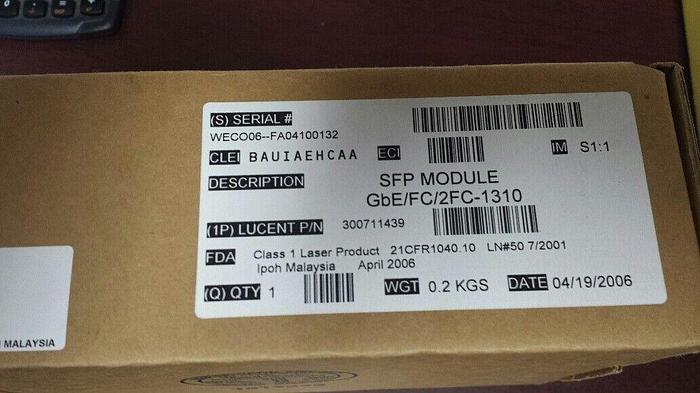 (S) SERIAL #
WECO06--FA04100132
CLEI BAUIAEHCAA ECI IM S1:1
DESCRIPTION SFP MODULE
GbE/FC/2FC-1310
(1P) LUCENT P/N 300711439
FDA Class 1 Laser Product 21CFR1040.10 LN#50 7/2001
Ipoh Malaysia April 2006
(Q) QTY 1 WGT 0.2 KGS DATE 04/19/2006
MALAYSIA